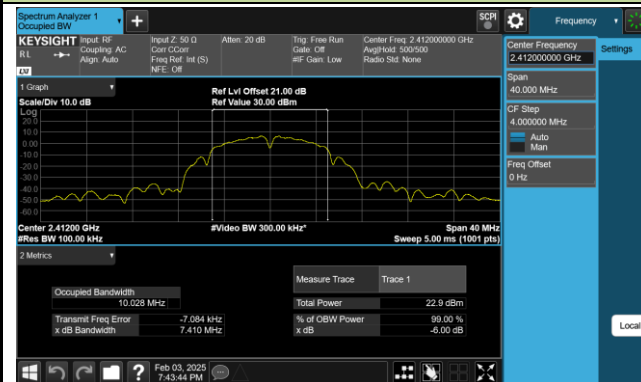 Spectrum Analyzer 1
Occupied BW
SCPI
Frequency
KEYSIGHT
RL
Input: RF
Coupling: AC
Align: Auto
Input Z: 50 Ω
Corr CCorr
Freq Ref: Int (S)
NFE: Off
Atten: 20 dB
Trig: Free Run
Gate: Off
#IF Gain: Low
Center Freq: 2.412000000 GHz
Avg|Hold: 500/500
Radio Std: None
Center Frequency
2.412000000 GHz
Settings
Span
40.000 MHz
CF Step
4.000000 MHz
Auto
Man
Freq Offset
0 Hz
Local
1 Graph
Scale/Div 10.0 dB
Ref Lvl Offset 21.00 dB
Ref Value 30.00 dBm
Log
20.0
10.0
0.00
-10.0
-20.0
-30.0
-40.0
-50.0
-60.0
Center 2.41200 GHz
#Video BW 300.00 kHz*
Span 40 MHz
#Res BW 100.00 kHz
Sweep 5.00 ms (1001 pts)
2 Metrics
Measure Trace
Trace 1
Occupied Bandwidth
10.028 MHz
Total Power
22.9 dBm
Transmit Freq Error
-7.084 kHz
% of OBW Power
99.00 %
x dB Bandwidth
7.410 MHz
x dB
-6.00 dB
?
Feb 03, 2025
7:43:44 PM